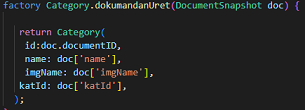 factory Category.dokumandanUret(DocumentSnapshot doc) {
return Category(
id:doc.documentID,
name: doc['name'],
imgName: doc['imgName'],
katId: doc['katId'],
);